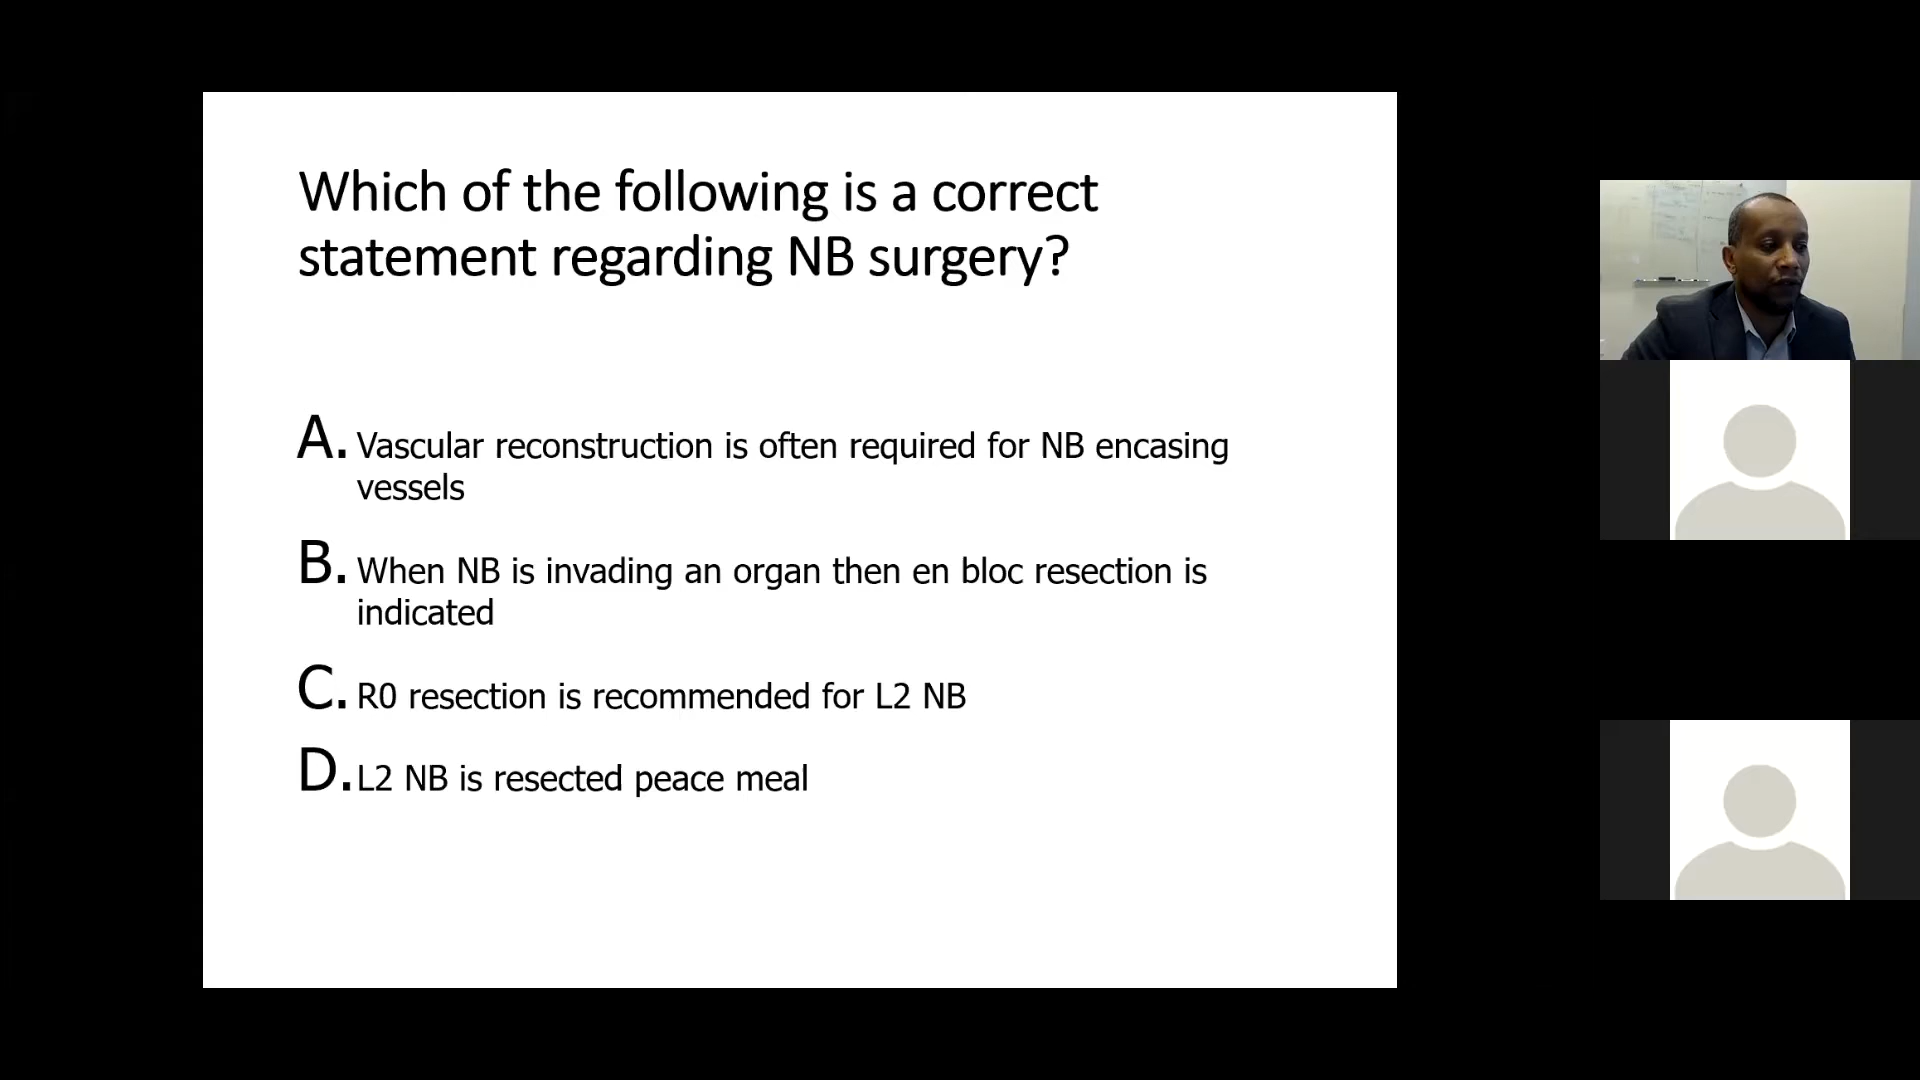 Which of the following is a correct
statement regarding NB surgery?
A. Vascular reconstruction is often required for NB encasing
vessels
B. When NB is invading an organ then en bloc resection is
indicated
C. R0 resection is recommended for L2 NB
D. L2 NB is resected peace meal